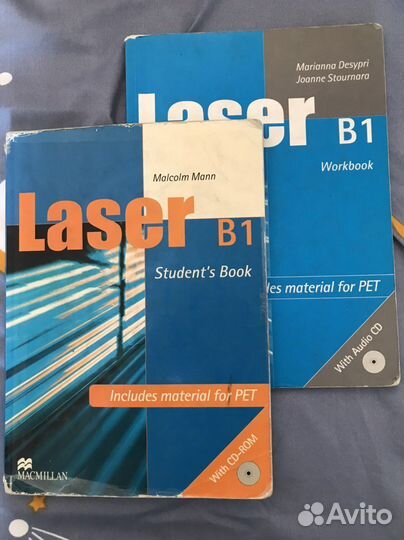 Marianna Desypri
Joanne Stournara
Laser
B1
Workbook
material for PET
With Audio CD
Malcolm Mann
Laser B1
Student's Book
Includes material for PET
With CD-ROM
MACMILLAN
Avito